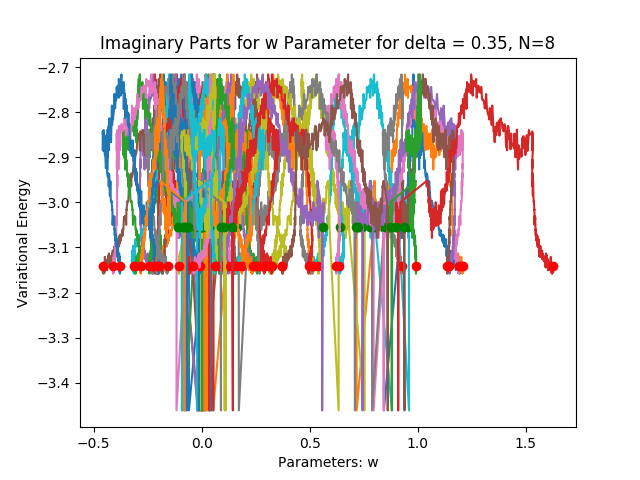 Imaginary Parts for w Parameter for delta = 0.35, N=8
−2.7
−2.8
−2.9
−3.0
−3.1
−3.2
−3.3
−3.4
Variational Energy
−0.5 0.0 0.5 1.0 1.5
Parameters: w